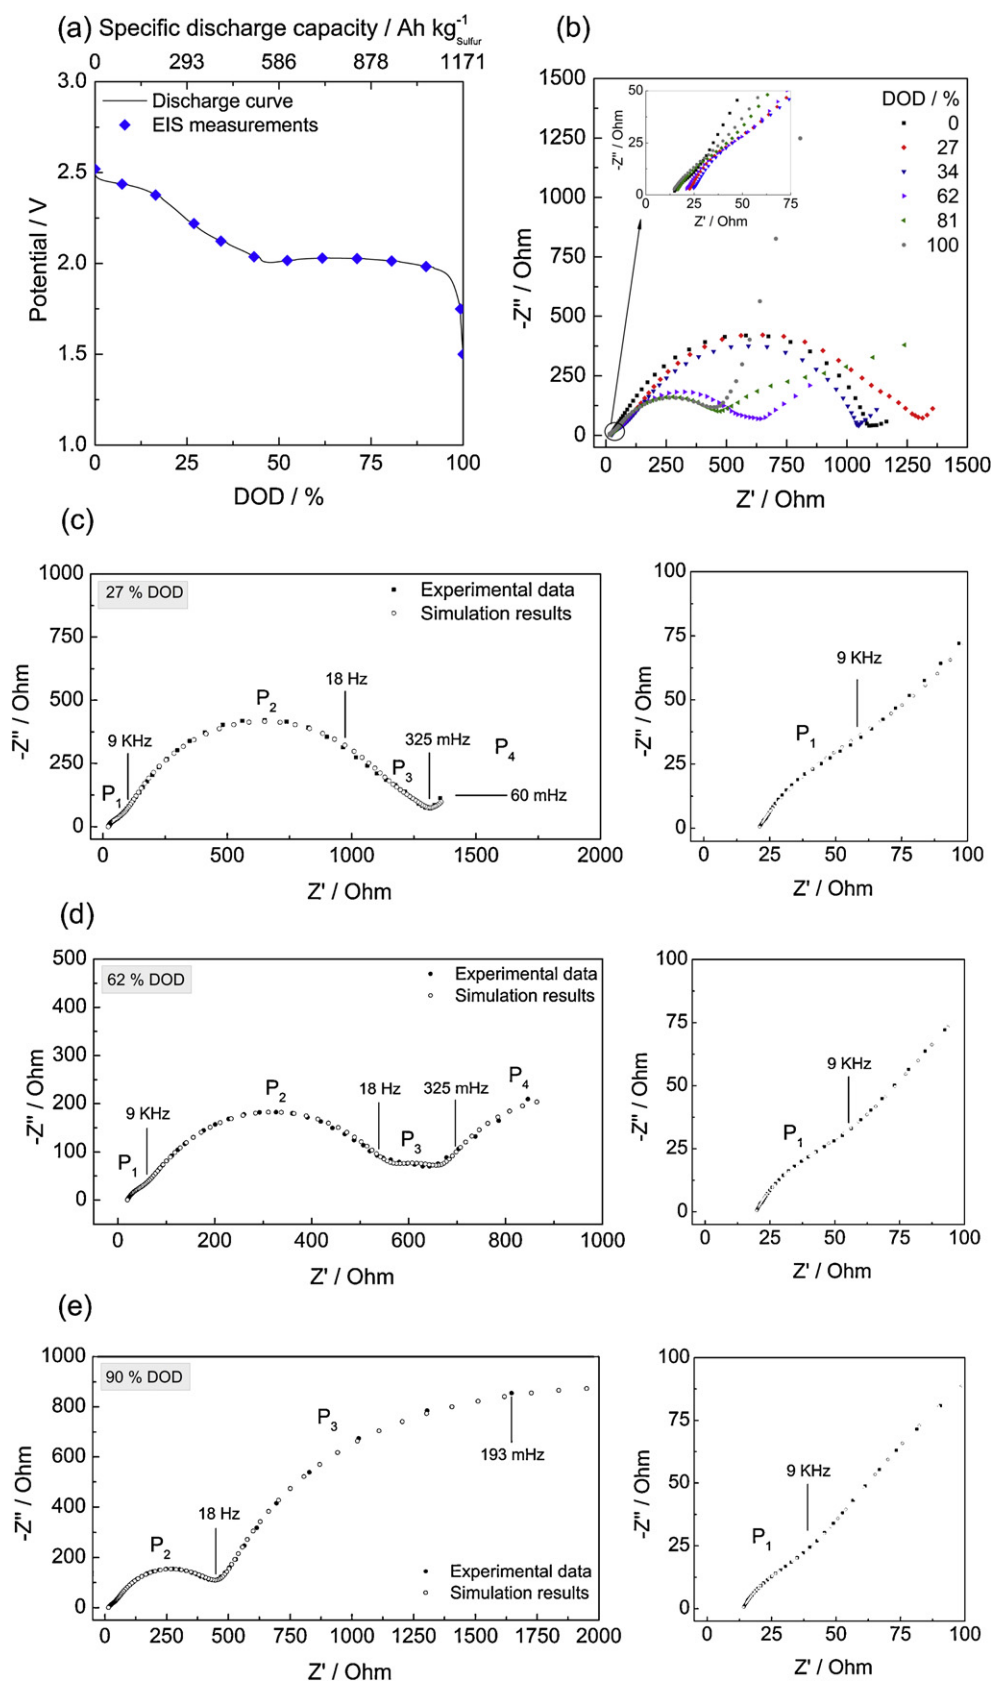 (a) Specific discharge capacity / Ah kg⁻¹Sulfur
0 293 586 878 1171
3.0
2.5
2.0
1.5
1.0
Potential / V
Discharge curve
EIS measurements
0 25 50 75 100
DOD / %
(b)
1500
1250
1000
750
500
250
0
-Z" / Ohm
50
25
0
-Z" / Ohm
0 25 50 75
Z' / Ohm
DOD / %
0
27
34
62
81
100
0 250 500 750 1000 1250 1500
Z' / Ohm
(c)
1000
750
500
250
0
-Z" / Ohm
27 % DOD
Experimental data
Simulation results
P1
9 KHz
P2
18 Hz
P3
325 mHz
P4
60 mHz
0 500 1000 1500 2000
Z' / Ohm
100
75
50
25
0
-Z" / Ohm
P1
9 KHz
0 25 50 75 100
Z' / Ohm
(d)
500
400
300
200
100
0
-Z" / Ohm
62 % DOD
Experimental data
Simulation results
P1
9 KHz
P2
18 Hz
P3
325 mHz
P4
0 200 400 600 800 1000
Z' / Ohm
100
75
50
25
0
-Z" / Ohm
P1
9 KHz
0 25 50 75 100
Z' / Ohm
(e)
1000
800
600
400
200
0
-Z" / Ohm
90 % DOD
P2
18 Hz
P3
193 mHz
Experimental data
Simulation results
0 250 500 750 1000 1250 1500 1750 2000
Z' / Ohm
100
75
50
25
0
-Z" / Ohm
P1
9 KHz
0 25 50 75 100
Z' / Ohm